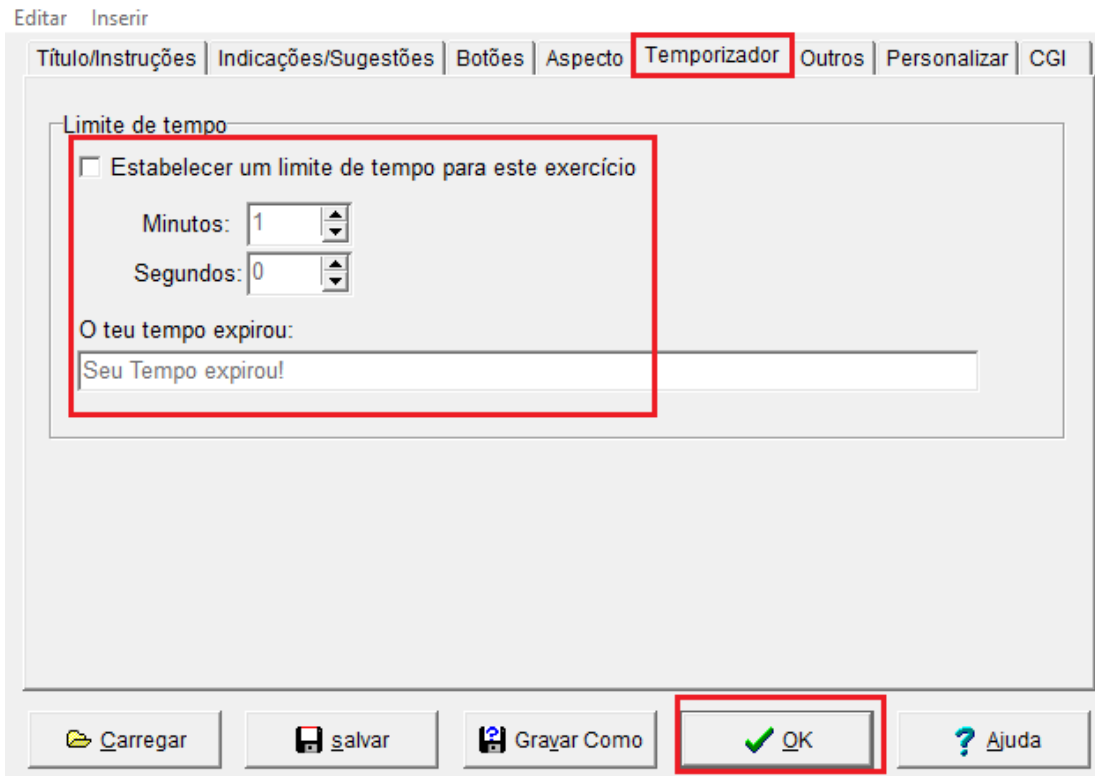 Editar Inserir
Título/Instruções Indicações/Sugestões Botões Aspecto Temporizador Outros Personalizar CGI
Limite de tempo
Estabelecer um limite de tempo para este exercício
Minutos: 1
Segundos: 0
O teu tempo expirou:
Seu Tempo expirou!
Carregar salvar Gravar Como OK Ajuda